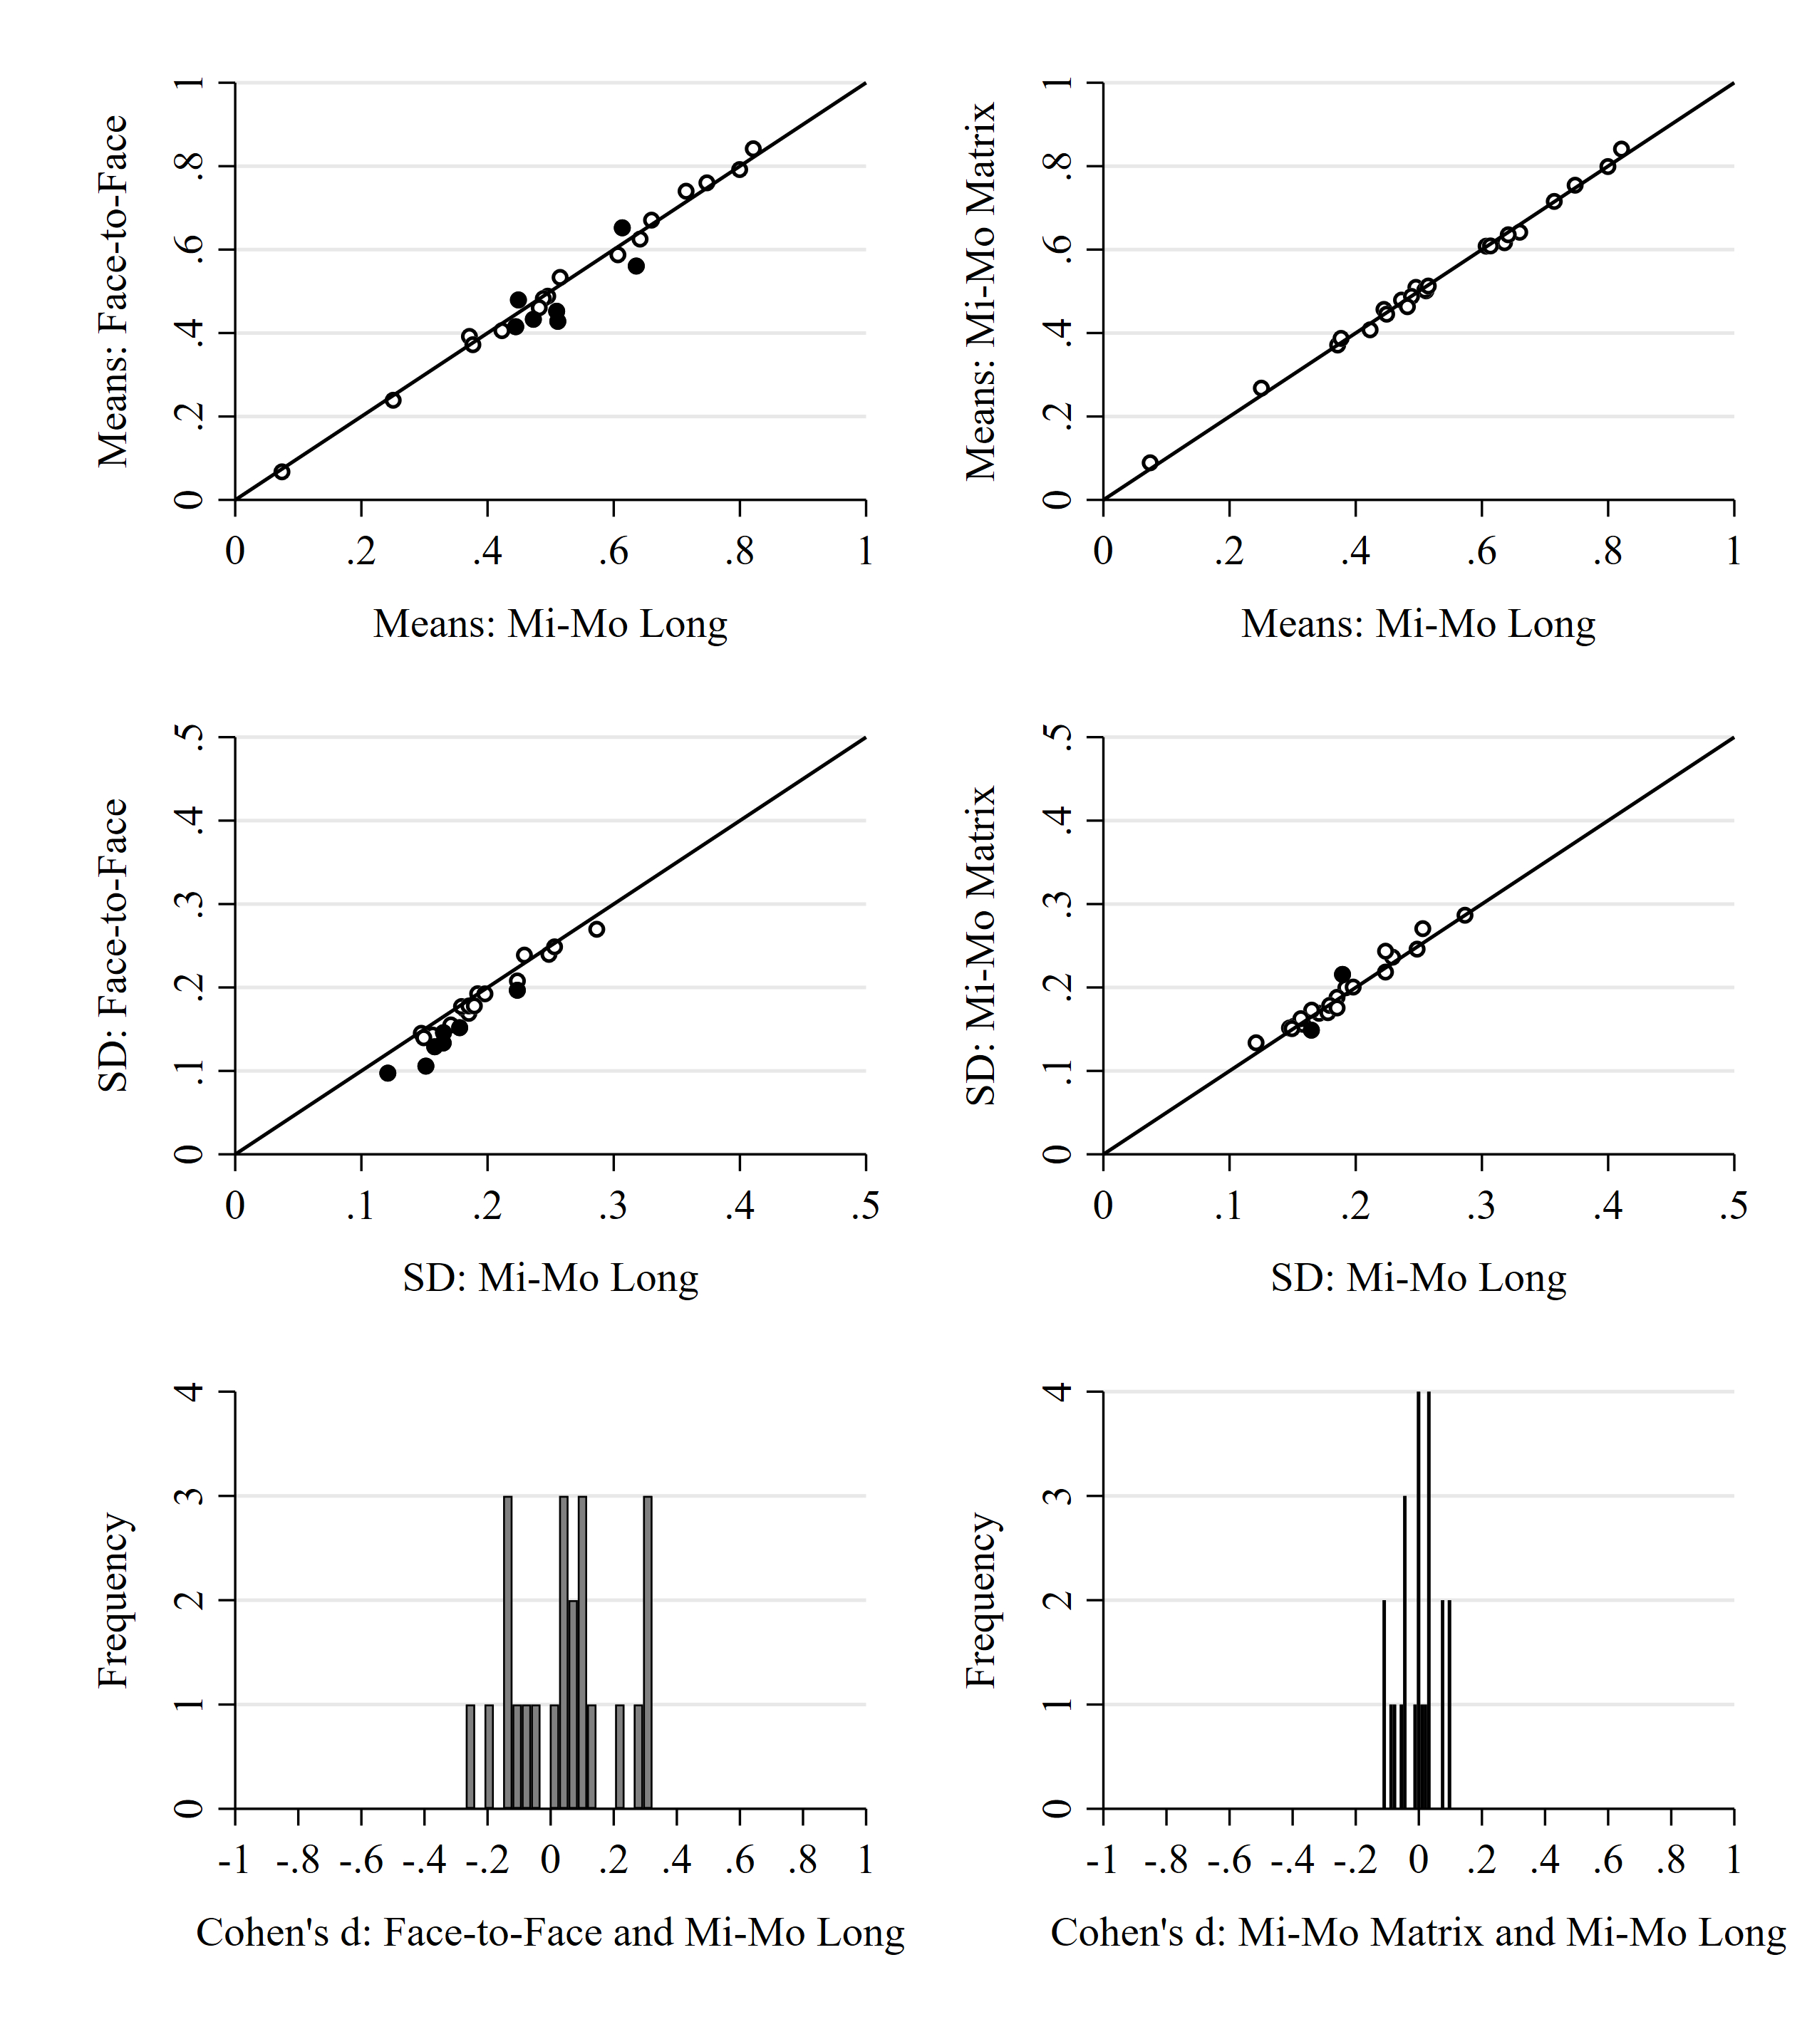 Means: Face-to-Face
0 .2 .4 .6 .8 1
0 .2 .4 .6 .8 1
Means: Mi-Mo Long
Means: Mi-Mo Matrix
0 .2 .4 .6 .8 1
0 .2 .4 .6 .8 1
Means: Mi-Mo Long
SD: Face-to-Face
0 .1 .2 .3 .4 .5
0 .1 .2 .3 .4 .5
SD: Mi-Mo Long
SD: Mi-Mo Matrix
0 .1 .2 .3 .4 .5
0 .1 .2 .3 .4 .5
SD: Mi-Mo Long
Frequency
0 1 2 3 4
-1 -.8 -.6 -.4 -.2 0 .2 .4 .6 .8 1
Cohen's d: Face-to-Face and Mi-Mo Long
Frequency
0 1 2 3 4
-1 -.8 -.6 -.4 -.2 0 .2 .4 .6 .8 1
Cohen's d: Mi-Mo Matrix and Mi-Mo Long